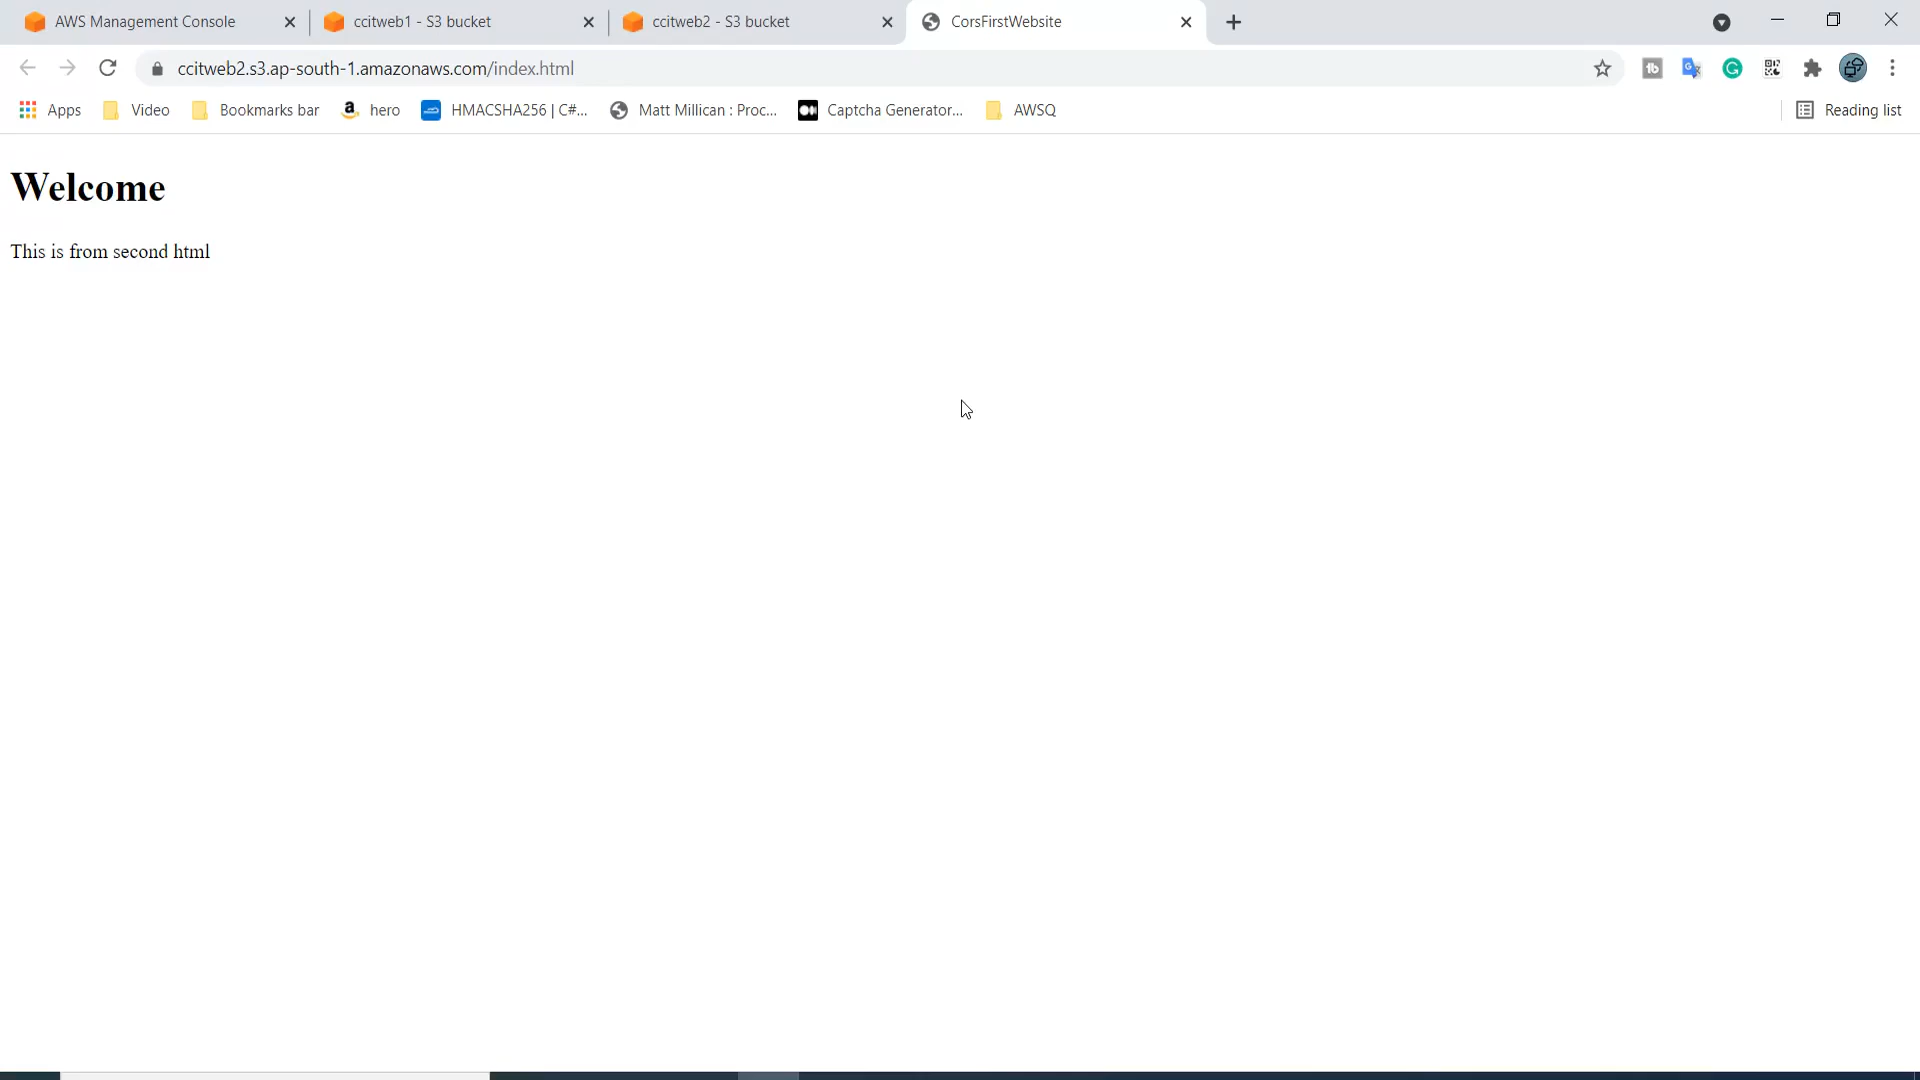 AWS Management Console
ccitweb1 - S3 bucket
ccitweb2 - S3 bucket
CorsFirstWebsite
ccitweb2.s3.ap-south-1.amazonaws.com/index.html
Apps
Video
Bookmarks bar
hero
HMACSHA256 | C#...
Matt Millican : Proc...
Captcha Generator...
AWSQ
Reading list
Welcome
This is from second html